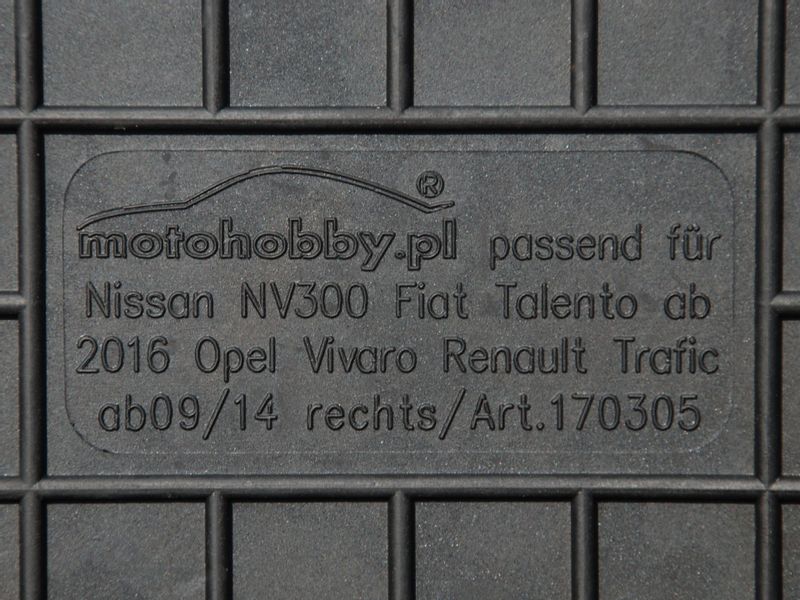 motohobby.pl ® passend für
Nissan NV300 Fiat Talento ab
2016 Opel Vivaro Renault Trafic
ab09/14 rechts/Art.170305